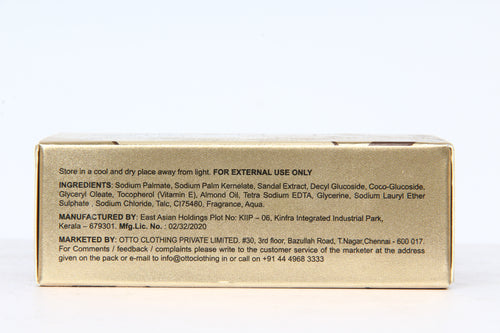 Store in a cool and dry place away from light. FOR EXTERNAL USE ONLY
INGREDIENTS: Sodium Palmate, Sodium Palm Kernelate, Sandal Extract, Decyl Glucoside, Coco-Glucoside,
Glyceryl Oleate, Tocopherol (Vitamin E), Almond Oil, Tetra Sodium EDTA, Glycerine, Sodium Lauryl Ether
Sulphate , Sodium Chloride, Talc, CI75460, Fragrance, Aqua.
MANUFACTURED BY: East Asian Holdings Plot No: KIIP – 06, Kinfra Integrated Industrial Park,
Kerala – 679301. Mfg.Lic. No. : 02/32/2020
MARKETED BY: OTTO CLOTHING PRIVATE LIMITED. #30, 3rd floor, Bazullah Road, T.Nagar,Chennai - 600 017.
For Comments / feedback / complaints please write to the customer service of the marketer at the address
given on the pack or e-mail to info@ottoclothing in or call on +91 44 4968 3333